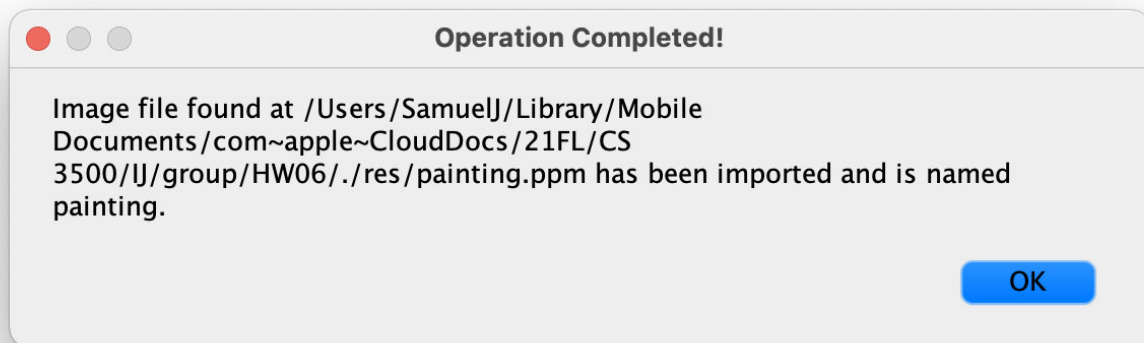 Operation Completed!
Image file found at /Users/SamuelJ/Library/Mobile
Documents/com~apple~CloudDocs/21FL/CS
3500/IJ/group/HW06/./res/painting.ppm has been imported and is named
painting.
OK